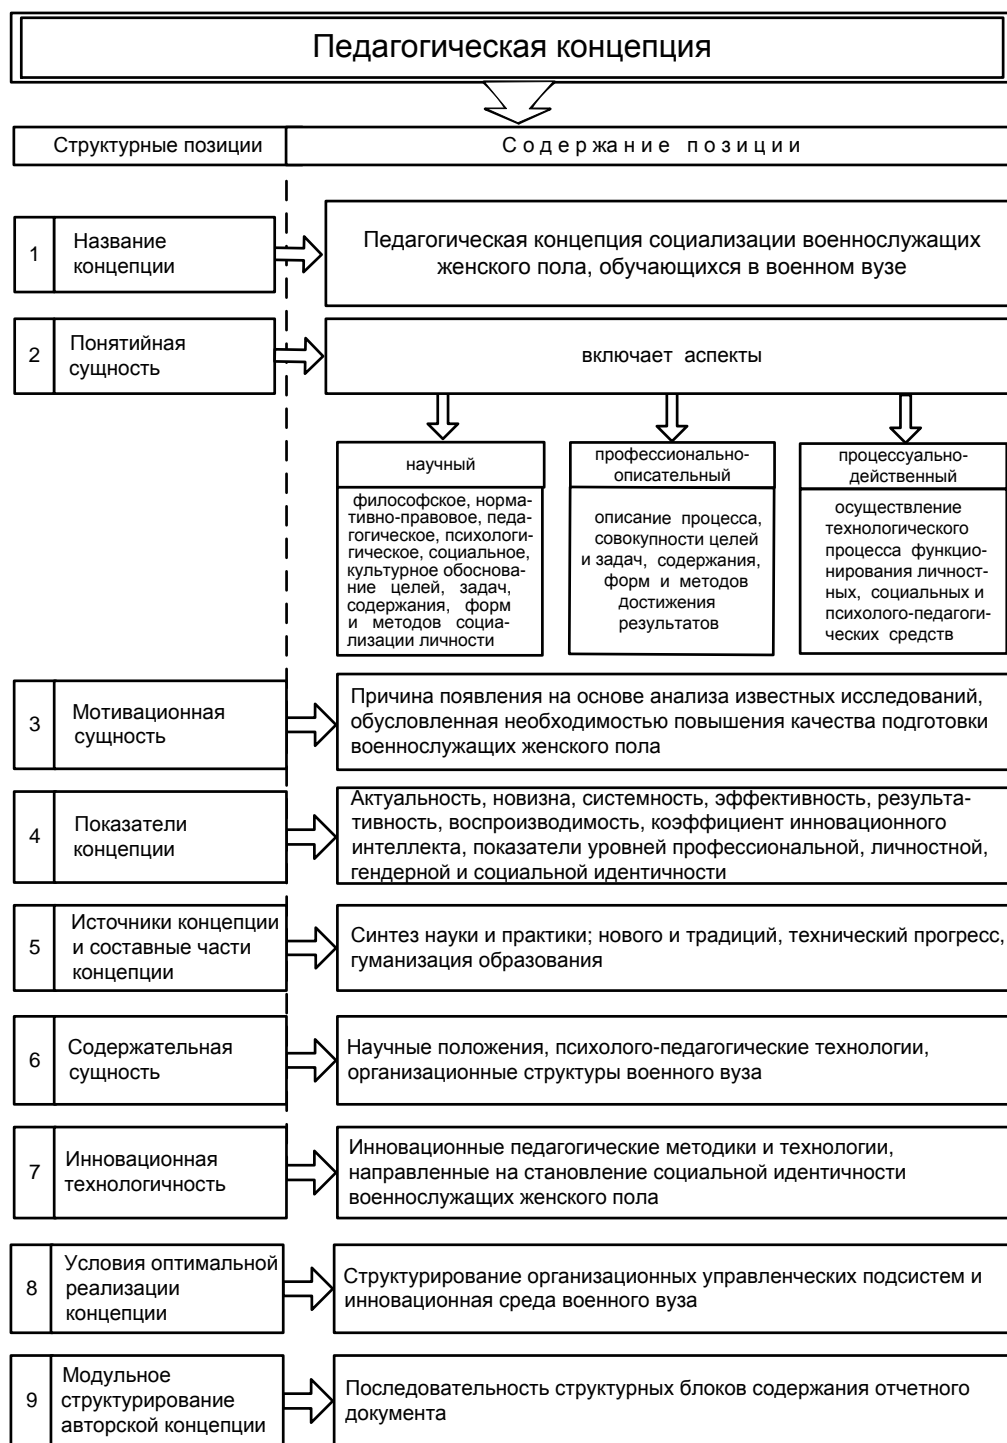 Педагогическая концепция
Структурные позиции
Содержание позиции
1
Название
концепции
Педагогическая концепция социализации военнослужащих
женского пола, обучающихся в военном вузе
2
Понятийная
сущность
включает аспекты
научный
философское, нормативно-правовое, педа-
гогическое, психологи-
гическое, социальное,
культурное обоснова-
ние целей, задач,
содержания, форм
и методов социа-
лизации личности
профессионально-
описательный
описание процесса,
совокупности целей
и задач, содержания,
форм и методов
достижения
результатов
процессуально-
действенный
осуществление
технологического
процесса функцио-
нирования личност-
ных, социальных и
психолого-педагоги-
ческих средств
3
Мотивационная
сущность
Причина появления на основе анализа известных исследований,
обусловленная необходимостью повышения качества подготовки
военнослужащих женского пола
4
Показатели
концепции
Актуальность, новизна, системность, эффективность, результа-
тивность, воспроизводимость, коэффициент инновационного
интеллекта, показатели уровней профессиональной, личностной,
гендерной и социальной идентичности
5
Источники концепции
и составные части
концепции
Синтез науки и практики; нового и традиций, технический прогресс,
гуманизация образования
6
Содержательная
сущность
Научные положения, психолого-педагогические технологии,
организационные структуры военного вуза
7
Инновационная
технологичность
Инновационные педагогические методики и технологии,
направленные на становление социальной идентичности
военнослужащих женского пола
8
Условия оптимальной
реализации
концепции
Структурирование организационных управленческих подсистем и
инновационная среда военного вуза
9
Модульное
структурирование
авторской концепции
Последовательность структурных блоков содержания отчетного
документа